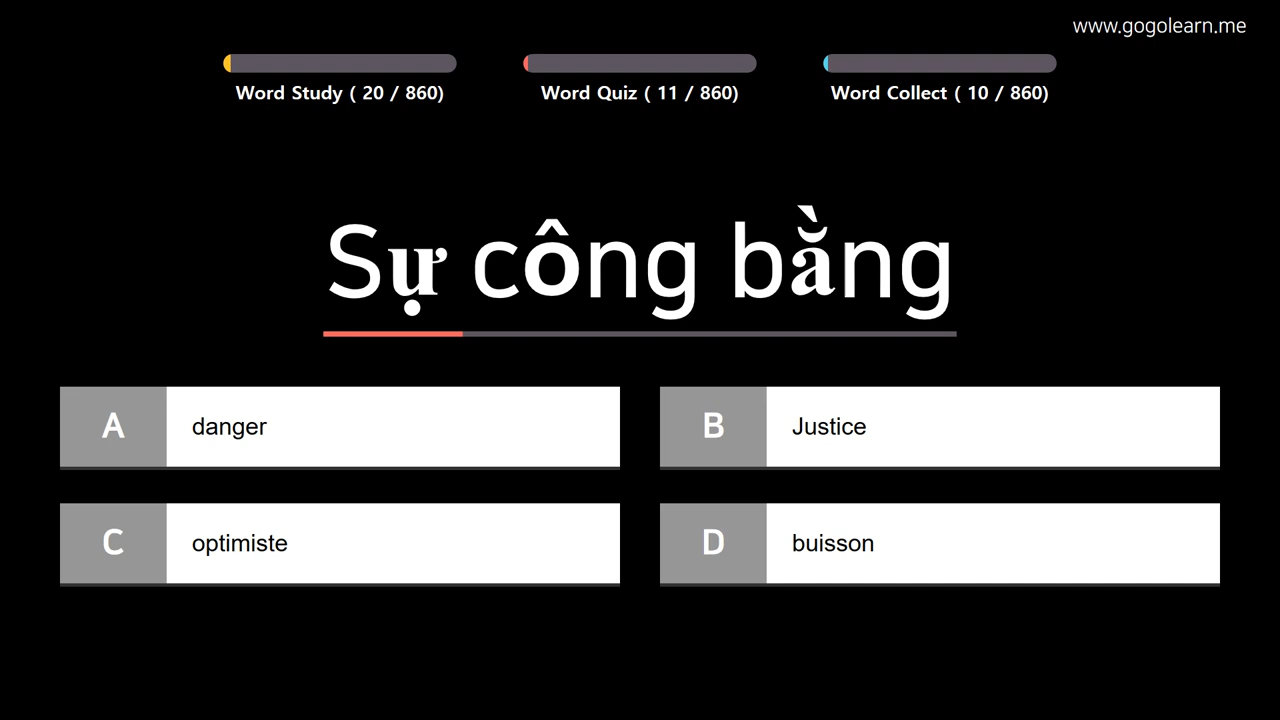 www.gogolearn.me
Word Study ( 20 / 860)
Word Quiz ( 11 / 860)
Word Collect ( 10 / 860)
Sự công bằng
A danger
B Justice
C optimiste
D buisson